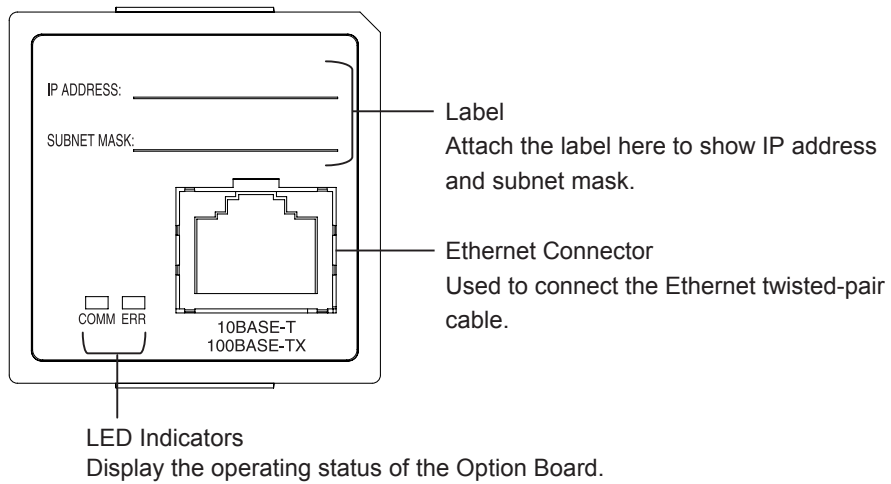 IP ADDRESS:
SUBNET MASK:
COMM ERR
10BASE-T
100BASE-TX
Label
Attach the label here to show IP address
and subnet mask.
Ethernet Connector
Used to connect the Ethernet twisted-pair
cable.
LED Indicators
Display the operating status of the Option Board.